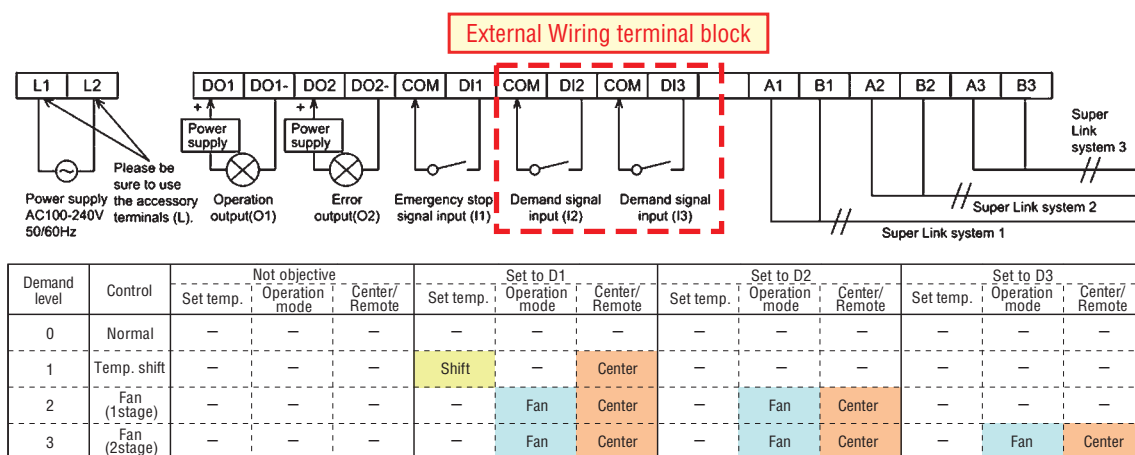 External Wiring terminal block
L1 L2 DO1 DO1- DO2 DO2- COM DI1 COM DI2 COM DI3 A1 B1 A2 B2 A3 B3
+ Power supply
+ Power supply
Super Link system 3
Power supply
AC100-240V
50/60Hz
Please be
sure to use
the accessory
terminals (L).
Operation
output(O1)
Error
output(O2)
Emergency stop
signal input (I1)
Demand signal
input (I2)
Demand signal
input (I3)
Super Link system 2
Super Link system 1
Demand level Control Not objective Set to D1 Set to D2 Set to D3
Set temp. Operation mode Center/Remote Set temp. Operation mode Center/Remote Set temp. Operation mode Center/Remote Set temp. Operation mode Center/Remote
0 Normal – – – – – – – – – – – –
1 Temp. shift – – – Shift – Center – – – – – –
2 Fan (1stage) – – – – Fan Center – Fan Center – – –
3 Fan (2stage) – – – – Fan Center – Fan Center – Fan Center